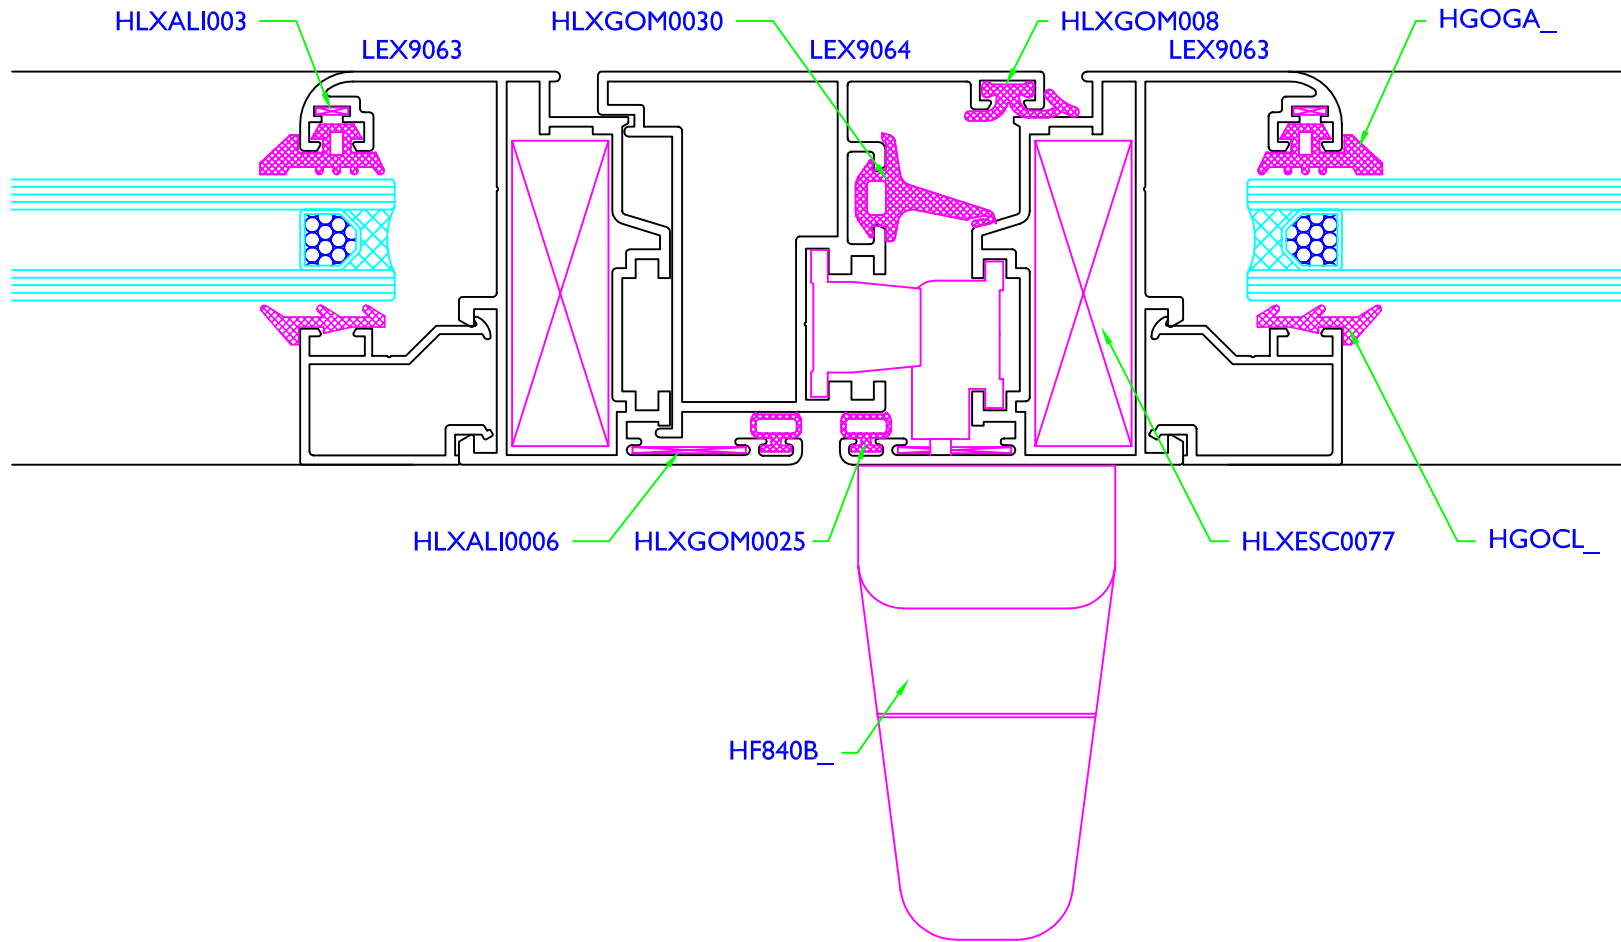 HLXALI003
HLXGOM0030
HLXGOM008
HGOGA_
LEX9063
LEX9064
LEX9063
HLXALI0006
HLXGOM0025
HLXESC0077
HGOCL_
HF840B_